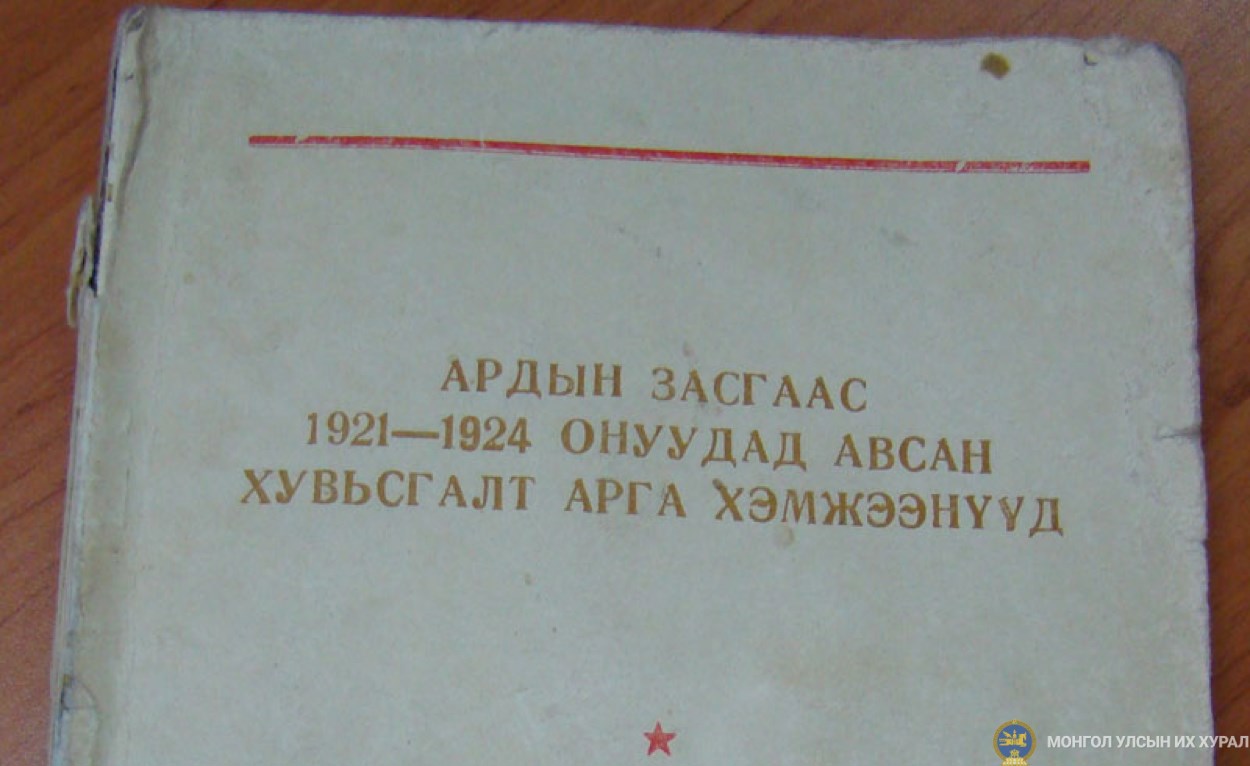 АРДЫН ЗАСГААС
1921—1924 ОНУУДАД АВСАН
ХУВЬСГАЛТ АРГА ХЭМЖЭЭНҮҮД
МОНГОЛ УЛСЫН ИХ ХУРАЛ